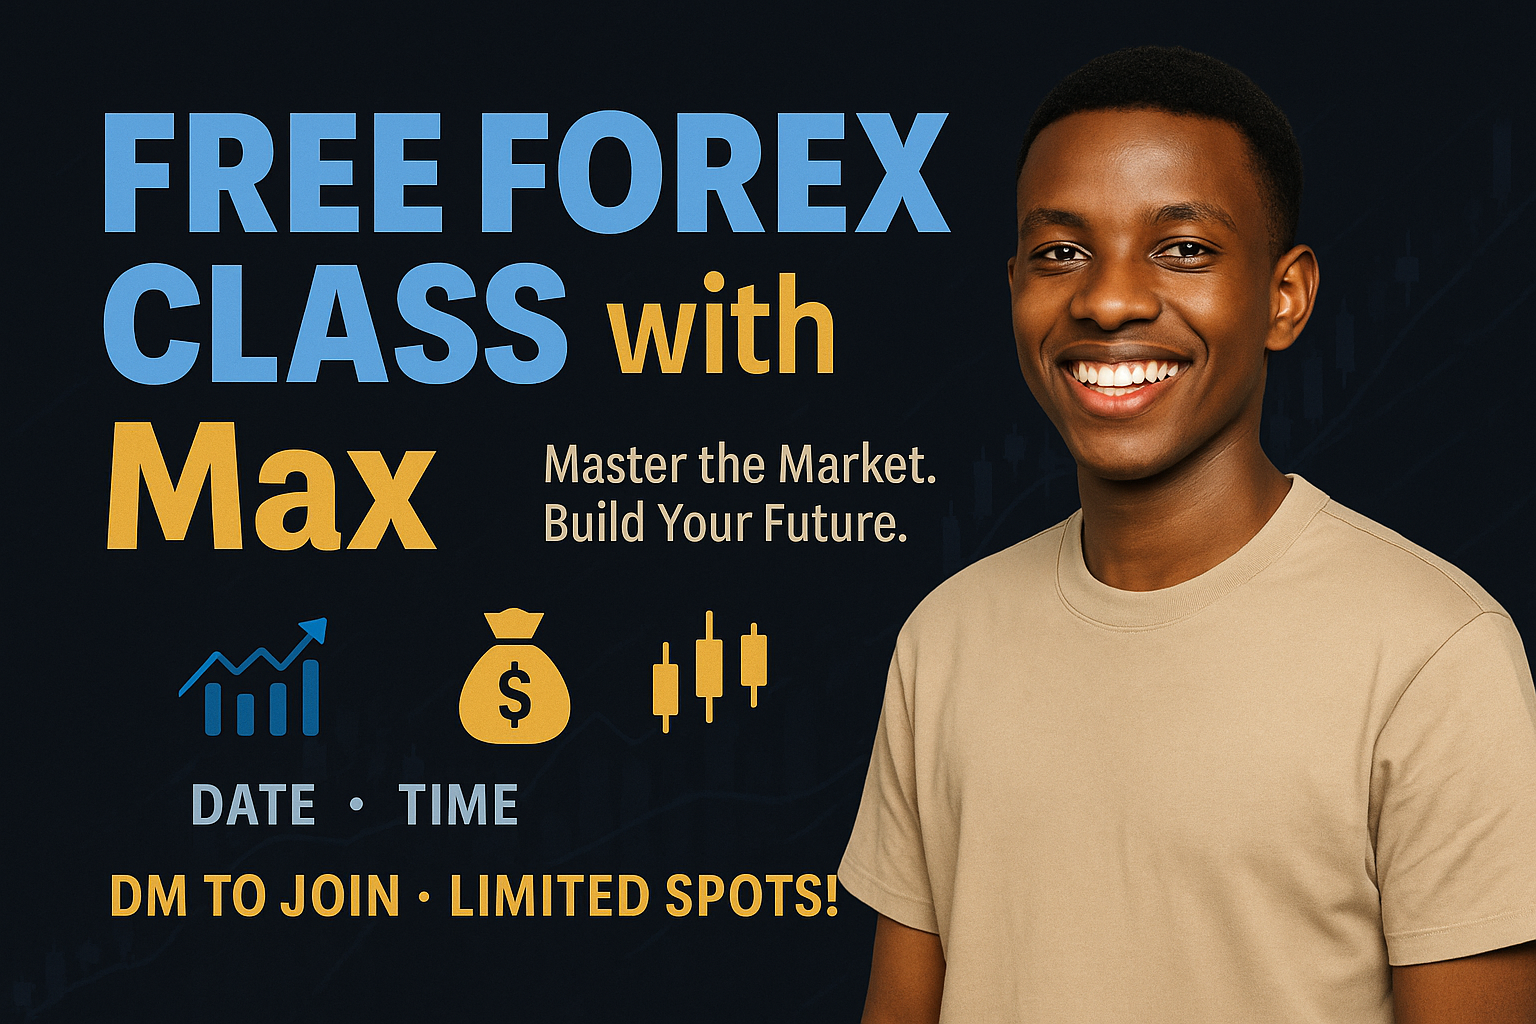 FREE FOREX
CLASS with
Max
Master the Market.
Build Your Future.
$
DATE · TIME
DM TO JOIN · LIMITED SPOTS!